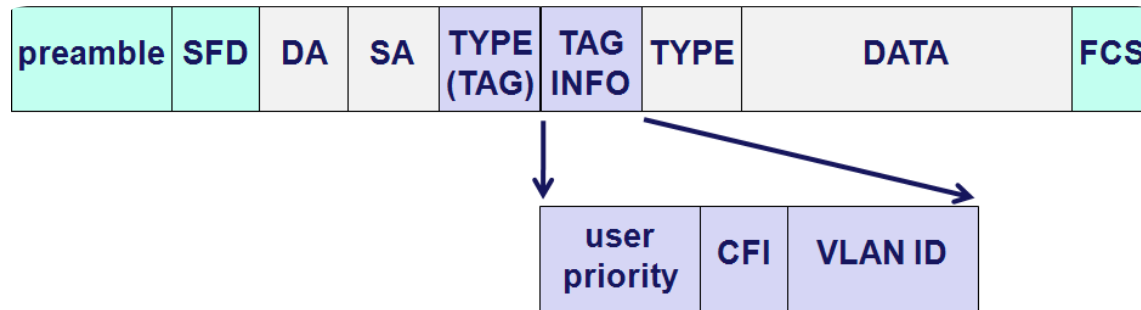 preamble SFD DA SA TYPE (TAG) TAG INFO TYPE DATA FCS
user priority CFI VLAN ID